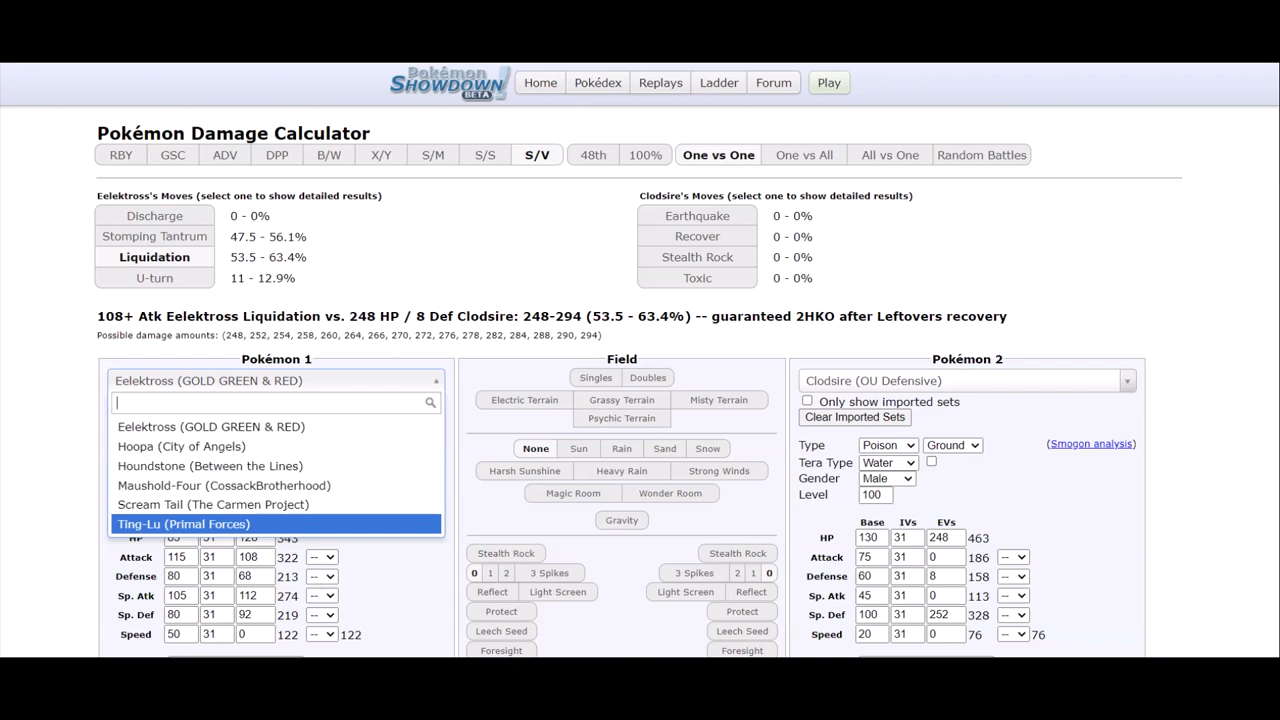 Pokémon SHOWDOWN! BETA
Home Pokédex Replays Ladder Forum Play
Pokémon Damage Calculator
RBY GSC ADV DPP B/W X/Y S/M S/S S/V 48th 100% One vs One One vs All All vs One Random Battles
Eelektross's Moves (select one to show detailed results)
Discharge 0 - 0%
Stomping Tantrum 47.5 - 56.1%
Liquidation 53.5 - 63.4%
U-turn 11 - 12.9%
Clodsire's Moves (select one to show detailed results)
Earthquake 0 - 0%
Recover 0 - 0%
Stealth Rock 0 - 0%
Toxic 0 - 0%
108+ Atk Eelektross Liquidation vs. 248 HP / 8 Def Clodsire: 248-294 (53.5 - 63.4%) -- guaranteed 2HKO after Leftovers recovery
Possible damage amounts: (248, 252, 254, 258, 260, 264, 266, 270, 272, 276, 278, 282, 284, 288, 290, 294)
Pokémon 1
Eelektross (GOLD GREEN & RED)
Eelektross (GOLD GREEN & RED)
Hoopa (City of Angels)
Houndstone (Between the Lines)
Maushold-Four (CossackBrotherhood)
Scream Tail (The Carmen Project)
Ting-Lu (Primal Forces)
Attack 115 31 108 322 --
Defense 80 31 68 213 --
Sp. Atk 105 31 112 274 --
Sp. Def 80 31 92 219 --
Speed 50 31 0 122 -- 122
Field
Singles Doubles
Electric Terrain Grassy Terrain Misty Terrain
Psychic Terrain
None Sun Rain Sand Snow
Harsh Sunshine Heavy Rain Strong Winds
Magic Room Wonder Room
Gravity
Stealth Rock Stealth Rock
0 1 2 3 Spikes 3 Spikes 2 1 0
Reflect Light Screen Light Screen Reflect
Protect Protect
Leech Seed Leech Seed
Foresight Foresight
Pokémon 2
Clodsire (OU Defensive)
Only show imported sets
Clear Imported Sets
Type Poison Ground (Smogon analysis)
Tera Type Water
Gender Male
Level 100
Base IVs EVs
HP 130 31 248 463
Attack 75 31 0 186 --
Defense 60 31 8 158 --
Sp. Atk 45 31 0 113 --
Sp. Def 100 31 252 328 --
Speed 20 31 0 76 -- 76